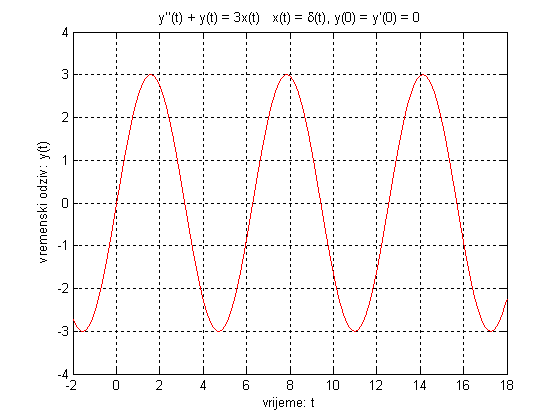 y''(t) + y(t) = 3x(t)   x(t) = δ(t), y(0) = y'(0) = 0
4
3
2
1
0
-1
-2
-3
-4
vremenski odziv: y(t)
-2 0 2 4 6 8 10 12 14 16 18
vrijeme: t